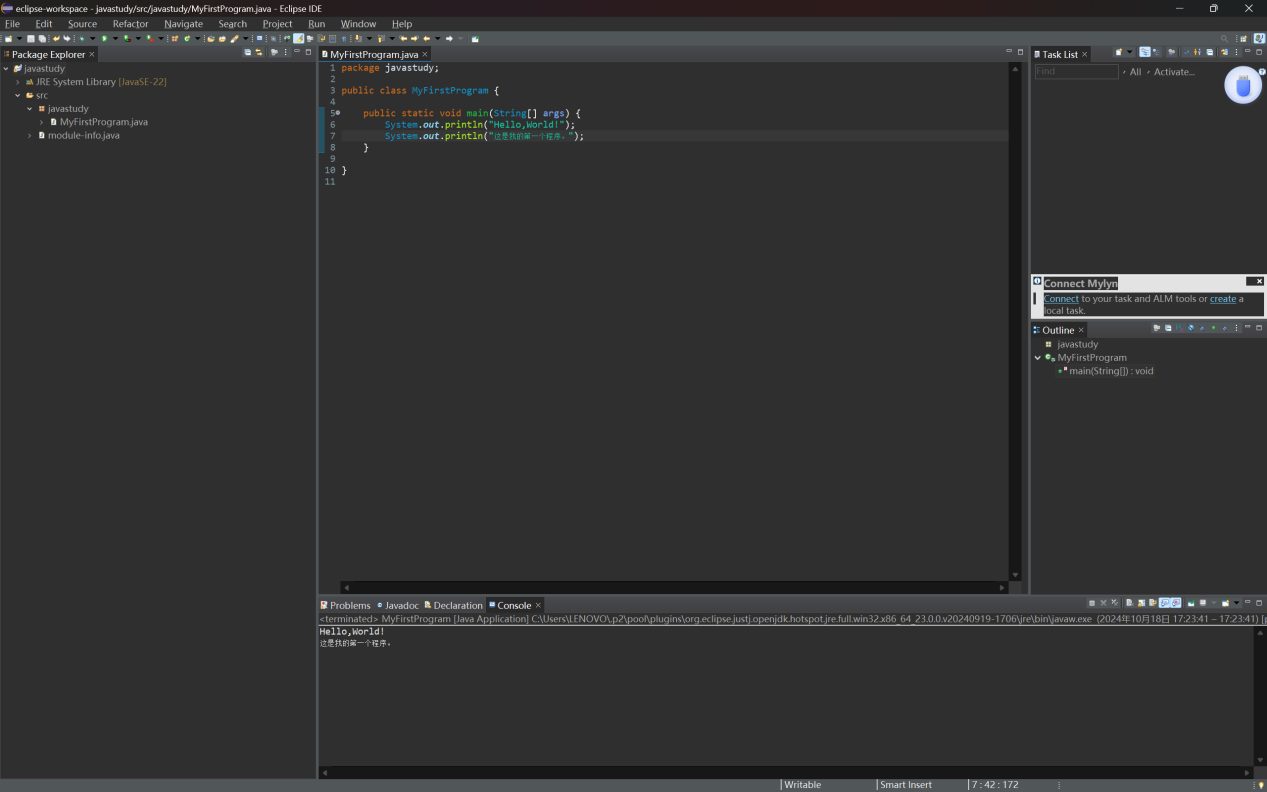 eclipse-workspace - javastudy/src/javastudy/MyFirstProgram.java - Eclipse IDE
File Edit Source Refactor Navigate Search Project Run Window Help
Package Explorer
javastudy
JRE System Library [JavaSE-22]
src
javastudy
MyFirstProgram.java
module-info.java
MyFirstProgram.java
1 package javastudy;
2
3 public class MyFirstProgram {
4
5 public static void main(String[] args) {
6 System.out.println("Hello,World!");
7 System.out.println("这是我的第一个程序。");
8 }
9
10 }
11
Task List
Find All Activate...
Connect Mylyn
Connect to your task and ALM tools or create a
local task.
Outline
javastudy
MyFirstProgram
main(String[]) : void
Problems Javadoc Declaration Console
<terminated> MyFirstProgram [Java Application] C:\Users\LENOVO\.p2\pool\plugins\org.eclipse.justj.openjdk.hotspot.jre.full.win32.x86_64_23.0.0.v20240919-1706\jre\bin\javaw.exe (2024年10月18日 17:23:41 – 17:23:41) [p
Hello,World!
这是我的第一个程序。
Writable Smart Insert 7 : 42 : 172